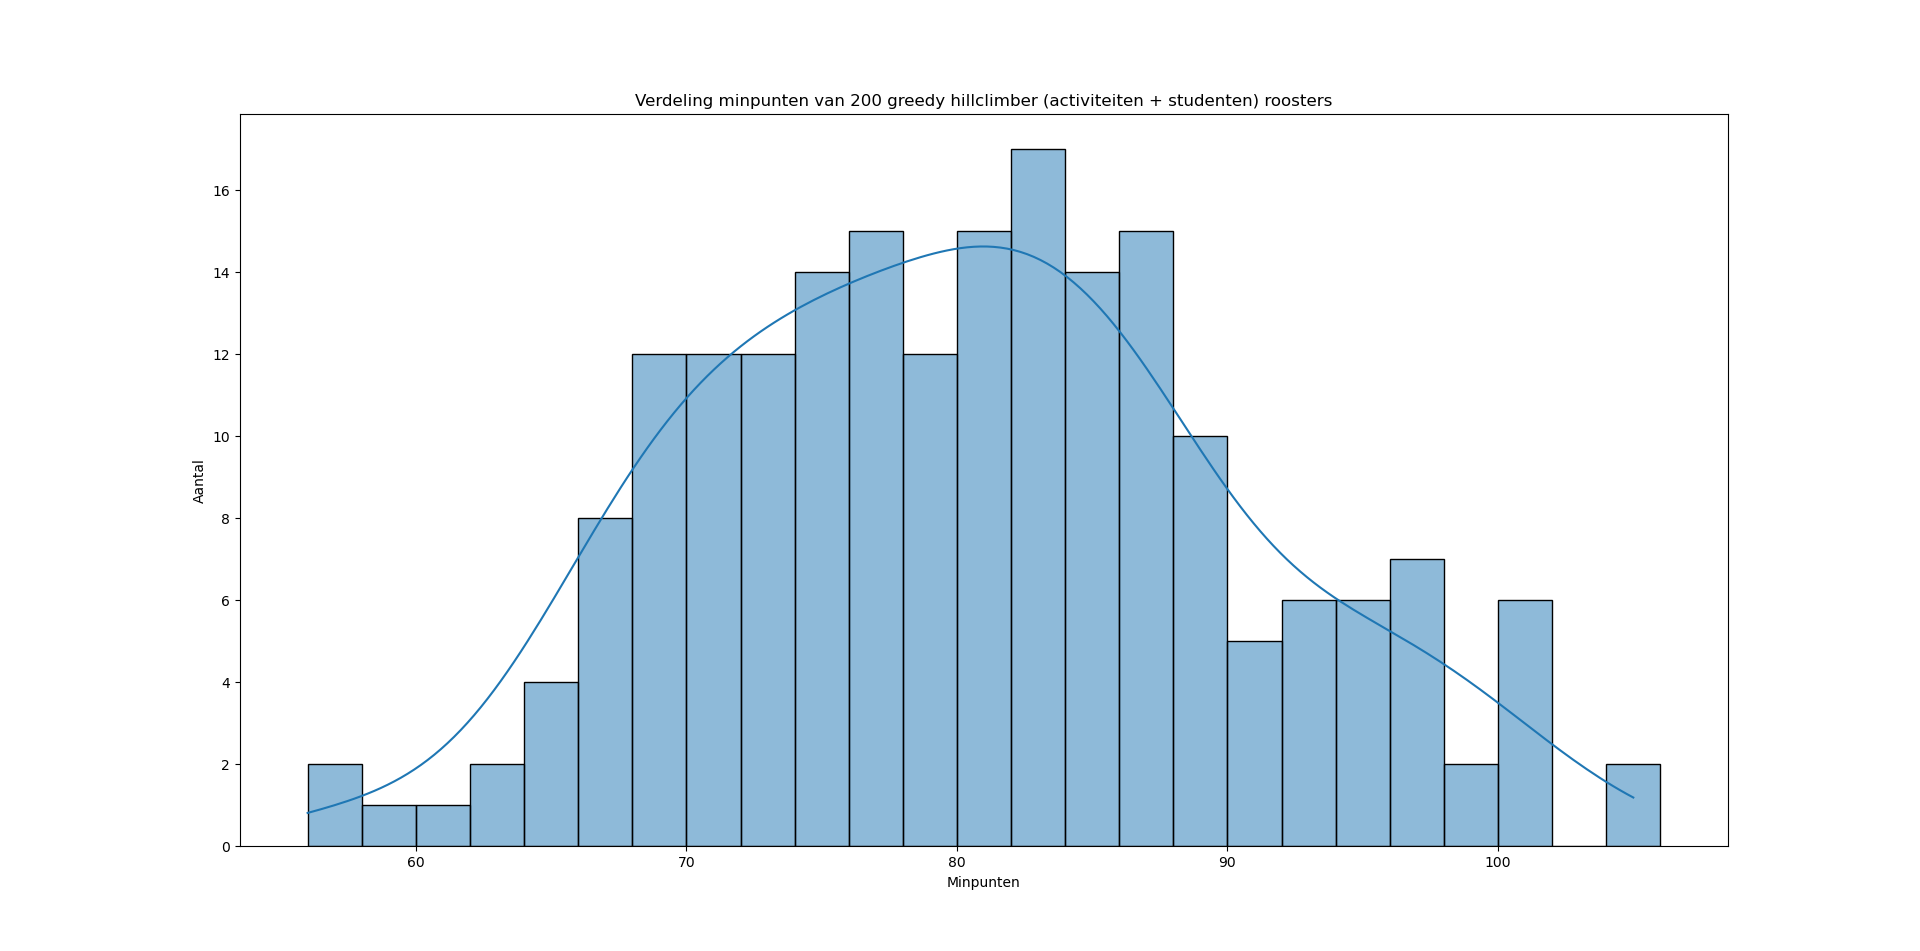 Verdeling minpunten van 200 greedy hillclimber (activiteiten + studenten) roosters
16
14
12
10
8
6
4
2
0
Aantal
60 70 80 90 100
Minpunten